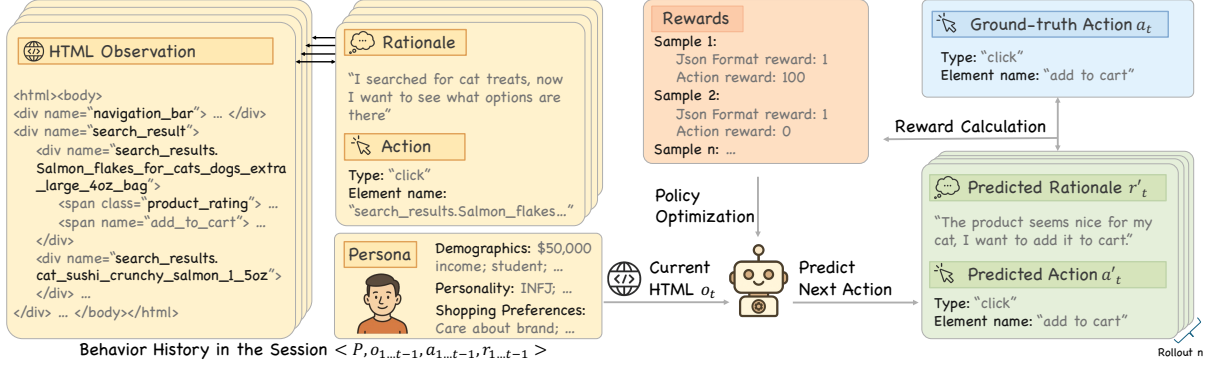 HTML Observation
<html><body>
<div name="navigation_bar"> … </div>
<div name="search_result">
<div name="search_results.
Salmon_flakes_for_cats_dogs_extra
_large_4oz_bag">
<span class="product_rating"> …
<span name="add_to_cart"> …
</div>
<div name="search_results.
cat_sushi_crunchy_salmon_1_5oz">
</div> …
</div> … </body></html>
Rationale
"I searched for cat treats, now
I want to see what options are
there"
Action
Type: "click"
Element name:
"search_results.Salmon_flakes…"
Persona
Demographics: $50,000
income; student; …
Personality: INFJ; …
Shopping Preferences:
Care about brand; …
Behavior History in the Session < P, o1…t−1, a1…t−1, r1…t−1 >
Rewards
Sample 1:
Json Format reward: 1
Action reward: 100
Sample 2:
Json Format reward: 1
Action reward: 0
Sample n: …
Policy
Optimization
Current
HTML ot
Predict
Next Action
Reward Calculation
Ground-truth Action at
Type: "click"
Element name: "add to cart"
Predicted Rationale r't
"The product seems nice for my
cat, I want to add it to cart."
Predicted Action a't
Type: "click"
Element name: "add to cart"
Rollout n